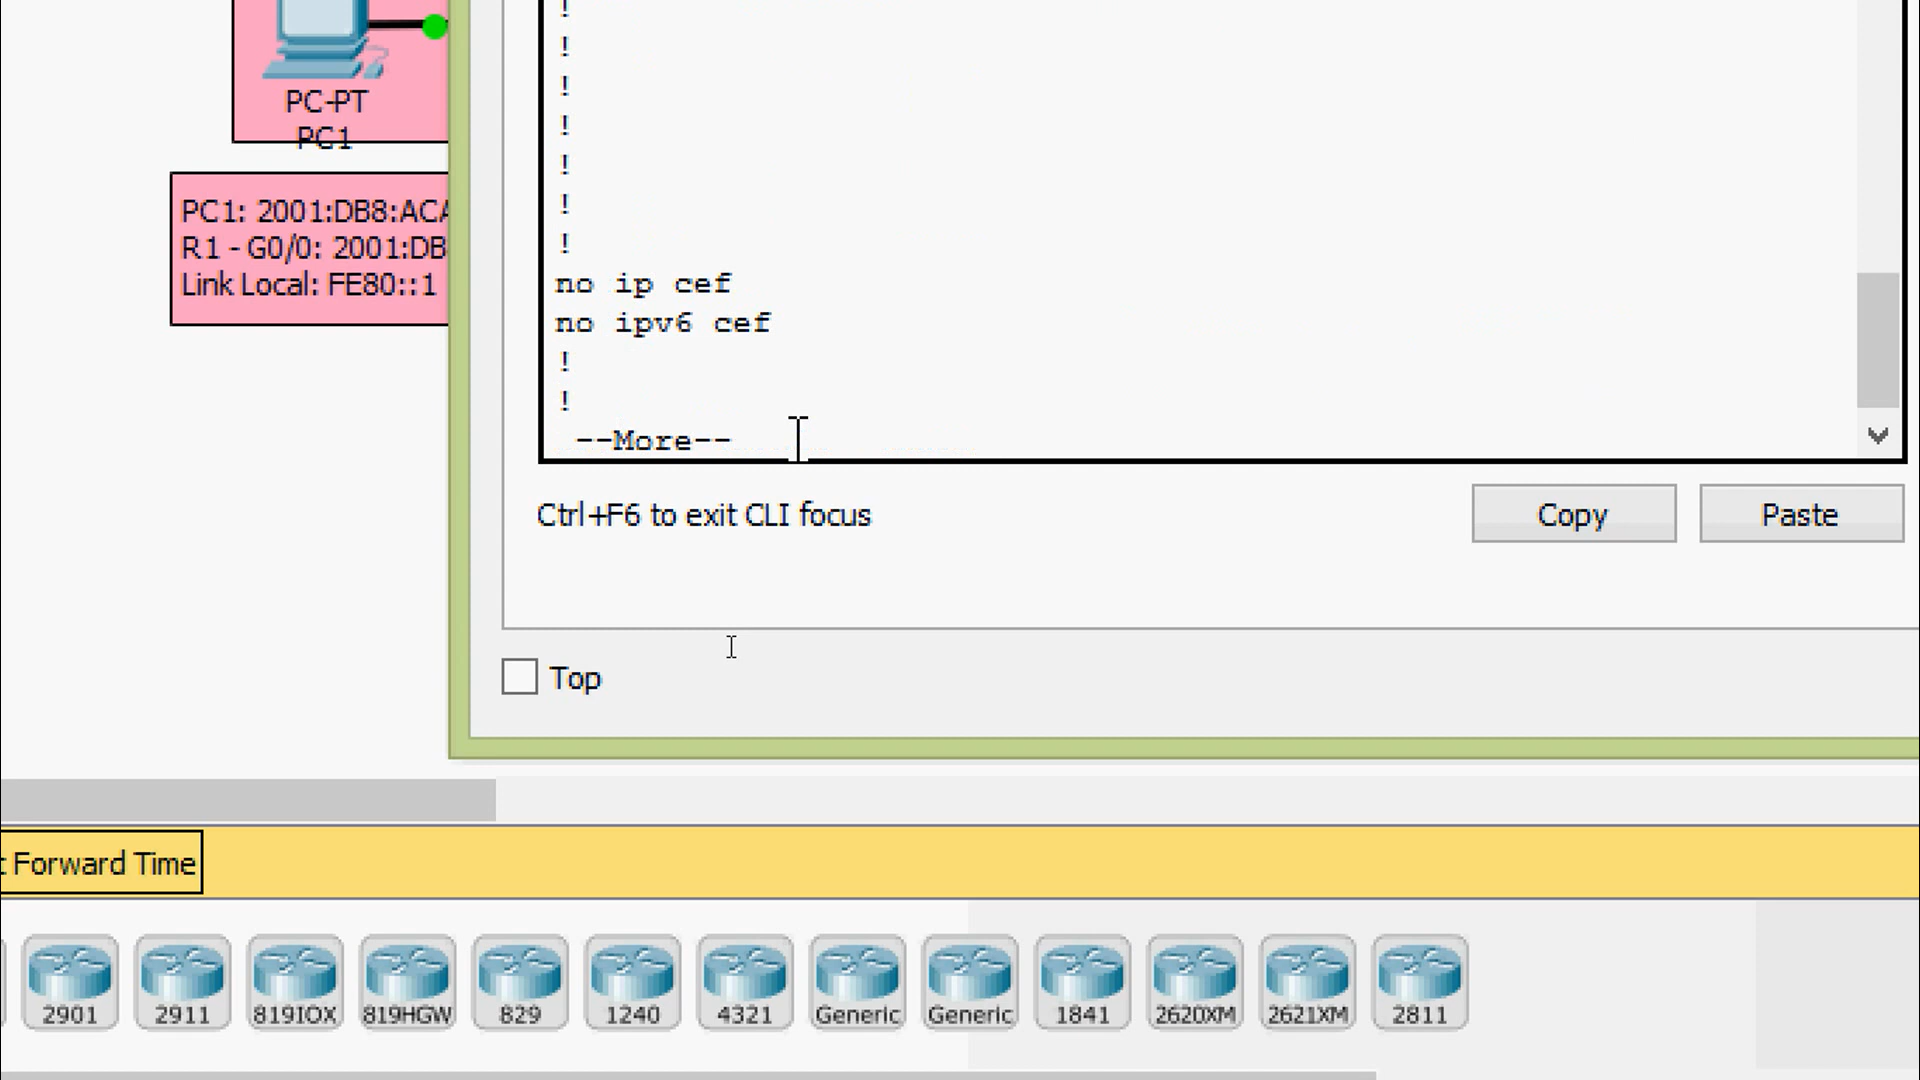 PC-PT
PC1
PC1: 2001:DB8:ACA
R1 - G0/0: 2001:DB
Link Local: FE80::1
!
!
!
!
!
!
!
no ip cef
no ipv6 cef
!
!
--More--
Ctrl+F6 to exit CLI focus
Copy
Paste
Top
t Forward Time
2901
2911
819IOX
819HGW
829
1240
4321
Generic
Generic
1841
2620XM
2621XM
2811